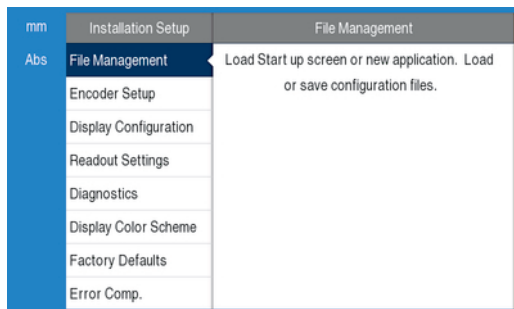 mm
Installation Setup
File Management
Abs
File Management
Load Start up screen or new application. Load
or save configuration files.
Encoder Setup
Display Configuration
Readout Settings
Diagnostics
Display Color Scheme
Factory Defaults
Error Comp.